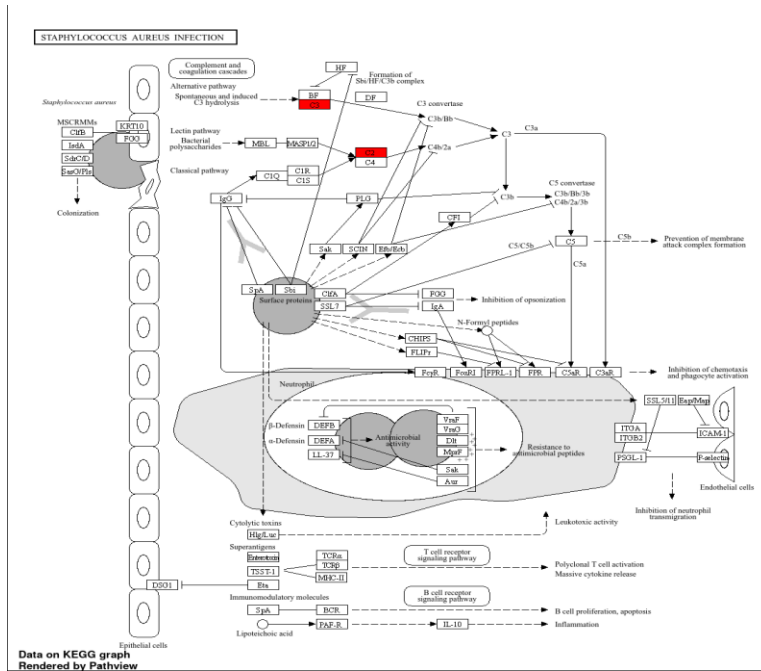 STAPHYLOCOCCUS AUREUS INFECTION
Complement and
coagulation cascades
HF
Formation of
Sbi/HF/C3b complex
Alternative pathway
Spontaneous and induced
C3 hydrolysis
BF
C3
DF
Staphylococcus aureus
MSCRMMs
ClfB
IsdA
SdrC/D
SasG/Pls
KRT10
FGG
Colonization
C3 convertase
C3b/Bb
C3
C3a
Lectin pathway
Bacterial
polysaccharides
MBL
MASP1/2
C2
C4
C4b/2a
Classical pathway
C1Q
C1R
C1S
IgG
PLG
C3b
C5 convertase
C3b/Bb/3b
C4b/2a/3b
CFI
Sak
SCIN
Efb/Ecb
C5/C5b
C5
C5b
Prevention of membrane
attack complex formation
C5a
SpA
Sbi
Surface proteins
ClfA
SSL7
FGG
IgA
Inhibition of opsonization
N-Formyl peptides
CHIPS
FLIPr
FcγR
FcαRI
FPRL-1
FPR
C5aR
C3aR
Inhibition of chemotaxis
and phagocyte activation
Neutrophil
SSL5/11
Eap/Map
β-Defensin
DEFB
α-Defensin
DEFA
LL-37
Antimicrobial
activity
VraF
VraG
Dlt
MprF
Sak
Aur
Resistance to
antimicrobial peptides
ITGA
ITGB2
ICAM-1
PSGL-1
P-selectin
Endothelial cells
Inhibition of neutrophil
transmigration
Cytolytic toxins
Hlg/Luc
Leukotoxic activity
Superantigens
Enterotoxin
TSST-1
Eta
DSG1
TCRα
TCRβ
MHC-II
T cell receptor
signaling pathway
Polyclonal T cell activation
Massive cytokine release
Immunomodulatory molecules
B cell receptor
signaling pathway
SpA
BCR
B cell proliferation, apoptosis
Lipoteichoic acid
PAF-R
IL-10
Inflammation
Epithelial cells
Data on KEGG graph
Rendered by Pathview